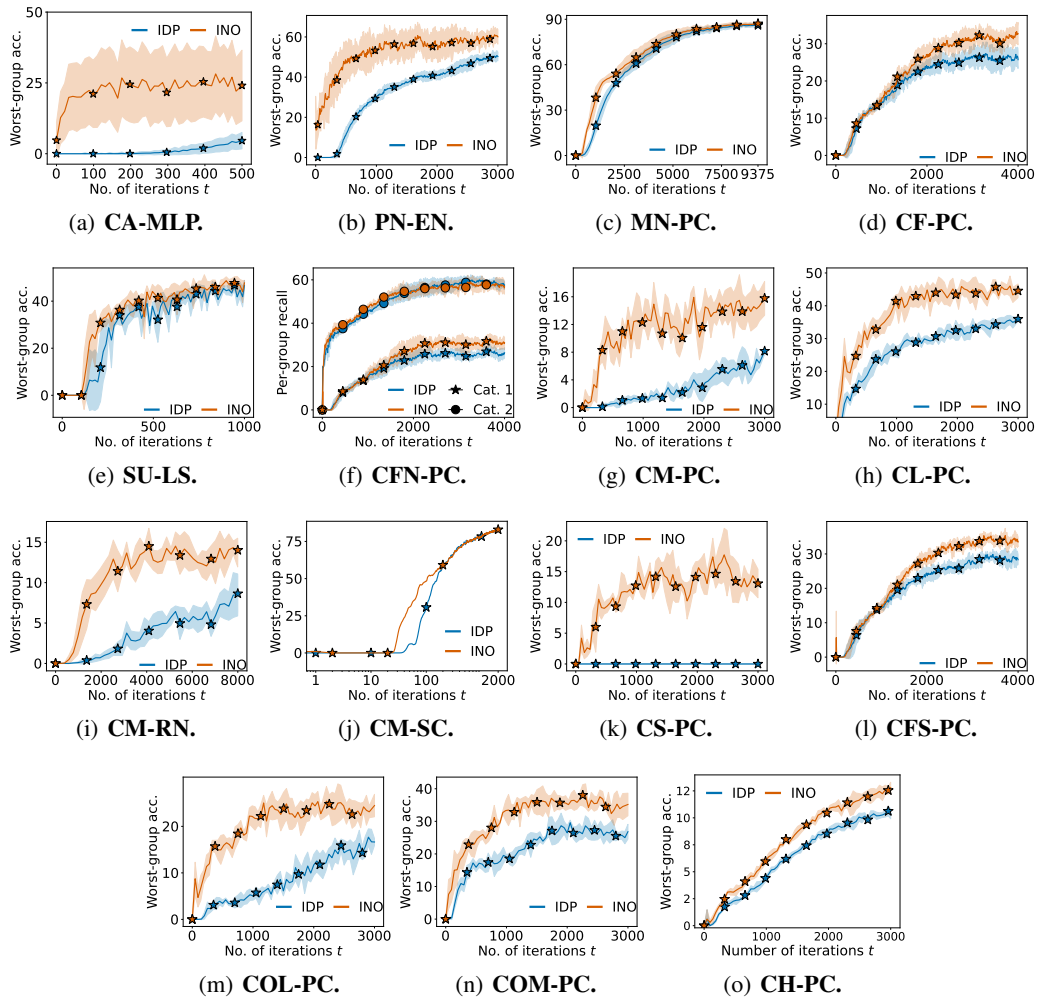 Worst-group acc.
50
25
0
IDP INO
0 100 200 300 400 500
No. of iterations t
(a) CA-MLP.
Worst-group acc.
60
40
20
0
IDP INO
0 1000 2000 3000
No. of iterations t
(b) PN-EN.
Worst-group acc.
90
60
30
0
IDP INO
0 2500 5000 7500 9375
No. of iterations t
(c) MN-PC.
Worst-group acc.
30
20
10
0
IDP INO
0 2000 4000
No. of iterations t
(d) CF-PC.
Worst-group acc.
40
20
0
IDP INO
0 500 1000
No. of iterations t
(e) SU-LS.
Per-group recall
60
40
20
0
IDP Cat. 1
INO Cat. 2
0 2000 4000
No. of iterations t
(f) CFN-PC.
Worst-group acc.
16
12
8
4
0
IDP INO
0 1000 2000 3000
No. of iterations t
(g) CM-PC.
Worst-group acc.
50
40
30
20
10
IDP INO
0 1000 2000 3000
No. of iterations t
(h) CL-PC.
Worst-group acc.
15
10
5
0
IDP INO
0 2000 4000 6000 8000
No. of iterations t
(i) CM-RN.
Worst-group acc.
75
50
25
0
IDP
INO
1 10 100 2000
No. of iterations t
(j) CM-SC.
Worst-group acc.
20
15
10
5
0
IDP INO
0 1000 2000 3000
No. of iterations t
(k) CS-PC.
Worst-group acc.
30
20
10
0
IDP INO
0 2000 4000
No. of iterations t
(l) CFS-PC.
Worst-group acc.
20
10
0
IDP INO
0 1000 2000 3000
No. of iterations t
(m) COL-PC.
Worst-group acc.
40
30
20
10
0
IDP INO
0 1000 2000 3000
No. of iterations t
(n) COM-PC.
Worst-group acc.
12
10
8
5
2
0
IDP INO
0 1000 2000 3000
Number of iterations t
(o) CH-PC.